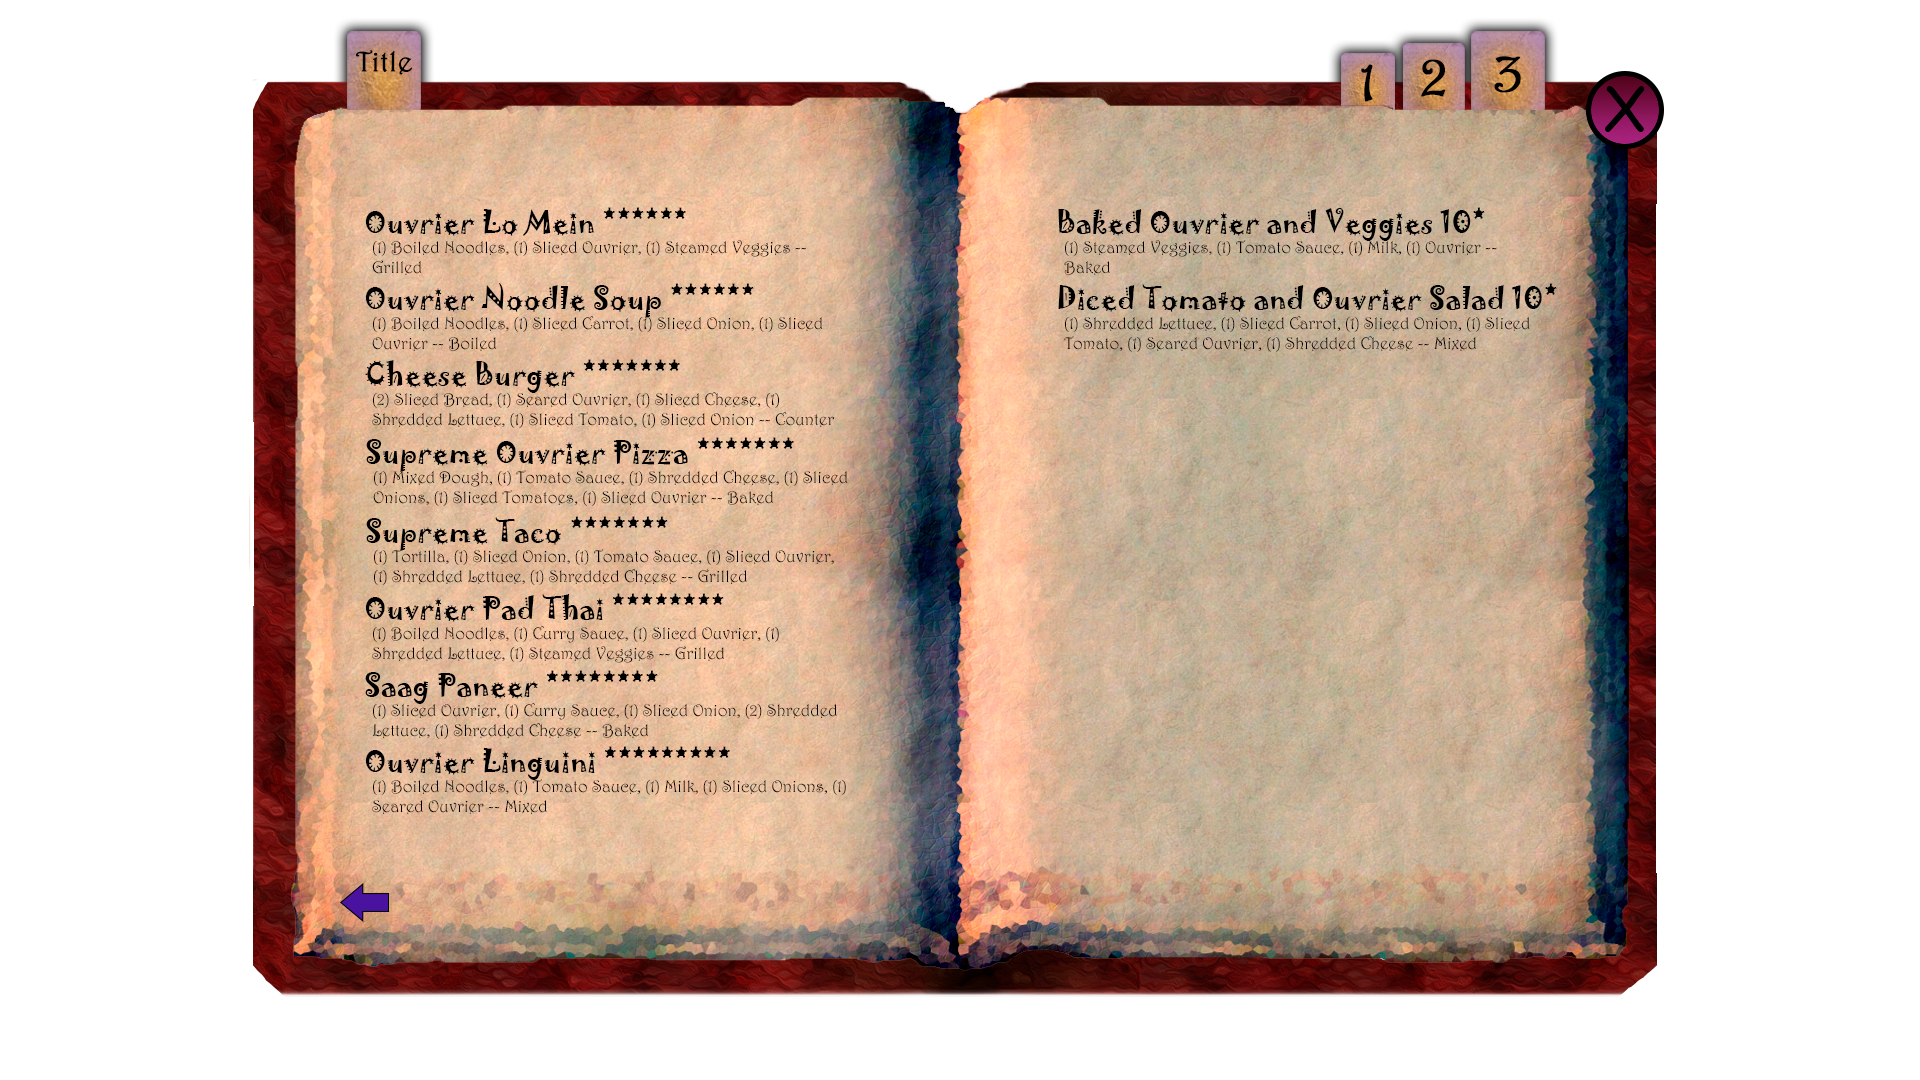 Title
1
2
3
X
Ouvrier Lo Mein ★★★★★★
(1) Boiled Noodles, (1) Sliced Ouvrier, (1) Steamed Veggies --
Grilled
Ouvrier Noodle Soup ★★★★★★
(1) Boiled Noodles, (1) Sliced Carrot, (1) Sliced Onion, (1) Sliced
Ouvrier -- Boiled
Cheese Burger ★★★★★★★
(2) Sliced Bread, (1) Seared Ouvrier, (1) Sliced Cheese, (1)
Shredded Lettuce, (1) Sliced Tomato, (1) Sliced Onion -- Counter
Supreme Ouvrier Pizza ★★★★★★★
(1) Mixed Dough, (1) Tomato Sauce, (1) Shredded Cheese, (1) Sliced
Onions, (1) Sliced Tomatoes, (1) Sliced Ouvrier -- Baked
Supreme Taco ★★★★★★★
(1) Tortilla, (1) Sliced Onion, (1) Tomato Sauce, (1) Sliced Ouvrier,
(1) Shredded Lettuce, (1) Shredded Cheese -- Grilled
Ouvrier Pad Thai ★★★★★★★★
(1) Boiled Noodles, (1) Curry Sauce, (1) Sliced Ouvrier, (1)
Shredded Lettuce, (1) Steamed Veggies -- Grilled
Saag Paneer ★★★★★★★★
(1) Sliced Ouvrier, (1) Curry Sauce, (1) Sliced Onion, (2) Shredded
Lettuce, (1) Shredded Cheese -- Baked
Ouvrier Linguini ★★★★★★★★★
(1) Boiled Noodles, (1) Tomato Sauce, (1) Milk, (1) Sliced Onions, (1)
Seared Ouvrier -- Mixed
Baked Ouvrier and Veggies 10★
(1) Steamed Veggies, (1) Tomato Sauce, (1) Milk, (1) Ouvrier --
Baked
Diced Tomato and Ouvrier Salad 10★
(1) Shredded Lettuce, (1) Sliced Carrot, (1) Sliced Onion, (1) Sliced
Tomato, (1) Seared Ouvrier, (1) Shredded Cheese -- Mixed